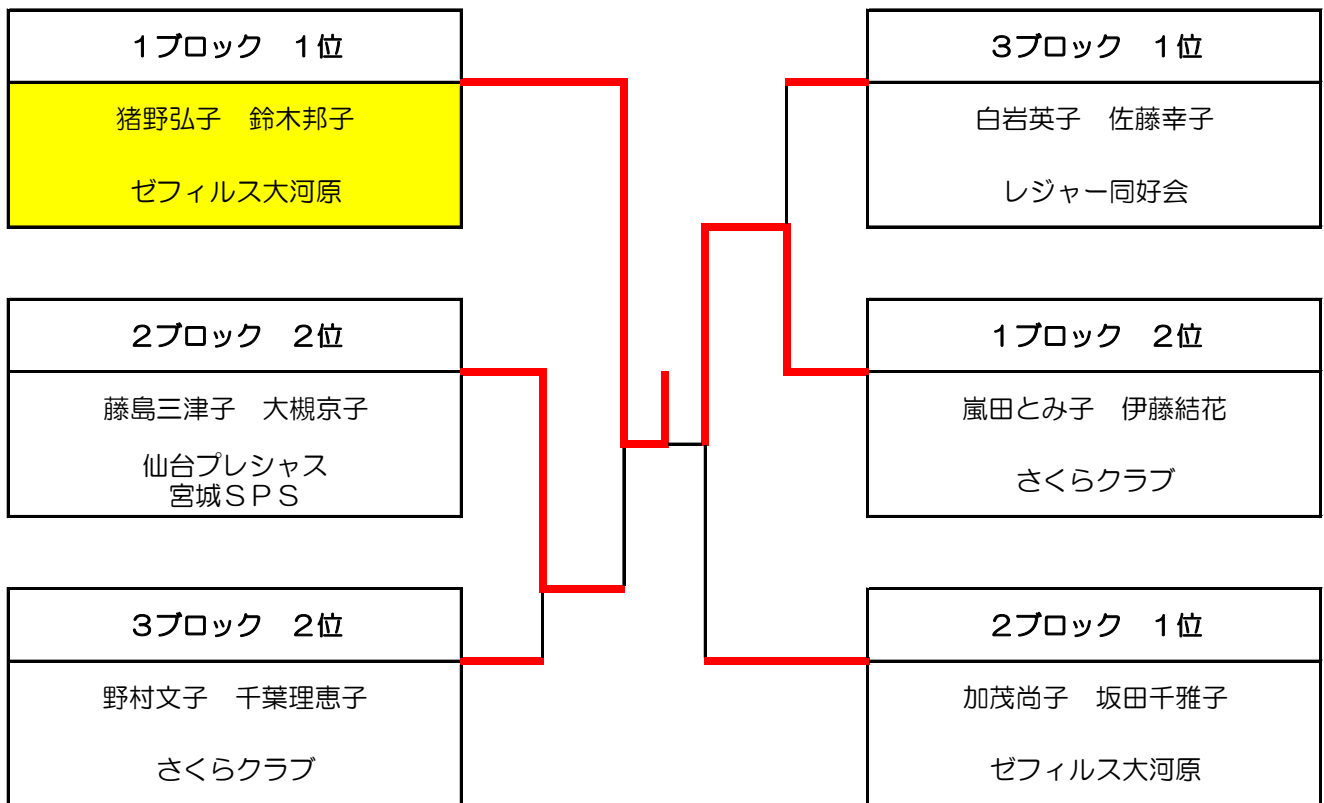 1ブロック　1位
猪野弘子　鈴木邦子
ゼフィルス大河原
2ブロック　2位
藤島三津子　大槻京子
仙台プレシャス
宮城ＳＰＳ
3ブロック　2位
野村文子　千葉理恵子
さくらクラブ
3ブロック　1位
白岩英子　佐藤幸子
レジャー同好会
1ブロック　2位
嵐田とみ子　伊藤結花
さくらクラブ
2ブロック　1位
加茂尚子　坂田千雅子
ゼフィルス大河原